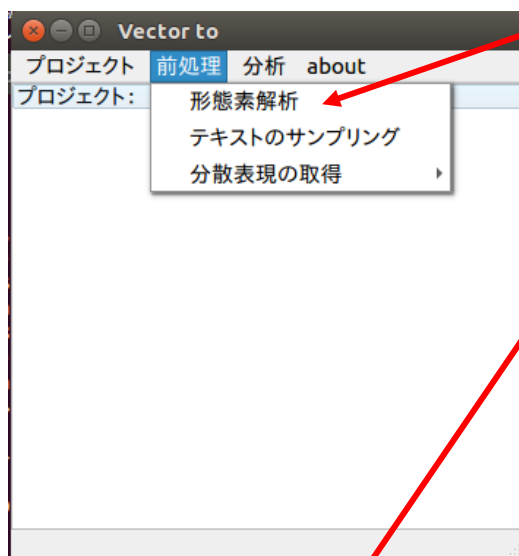 Vector to
プロジェクト 前処理 分析 about
プロジェクト:
形態素解析
テキストのサンプリング
分散表現の取得